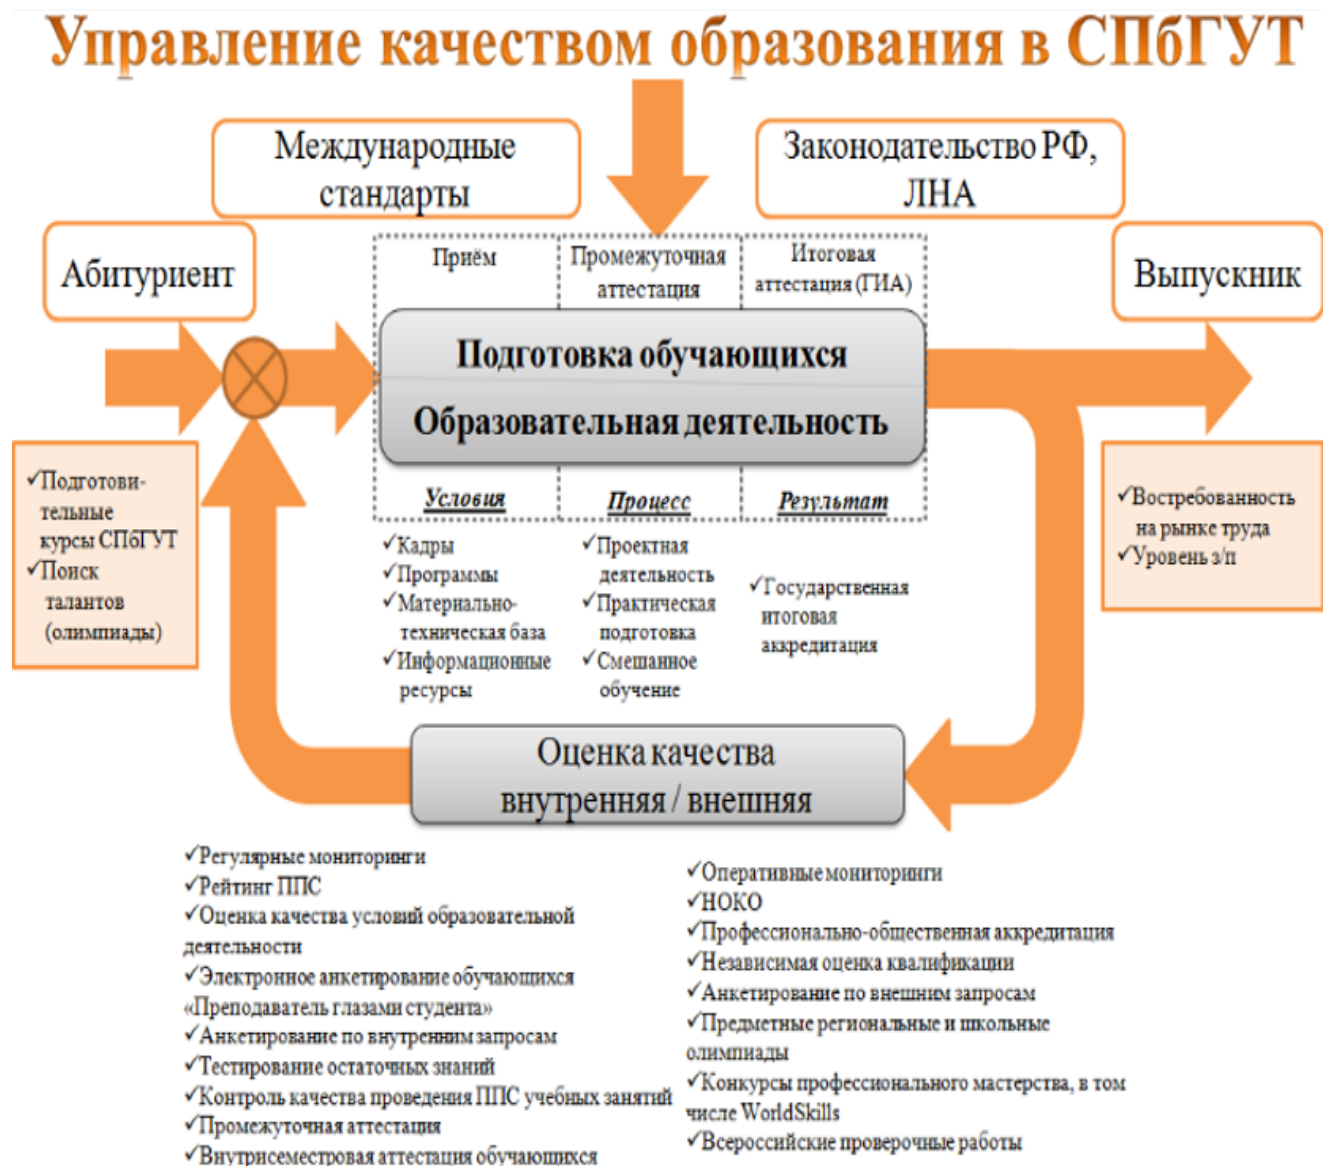 Управление качеством образования в СПбГУТ
Международные
стандарты
Законодательство РФ,
ЛНА
Абитуриент
Приём
Промежуточная
аттестация
Итоговая
аттестация (ГИА)
Выпускник
Подготовка обучающихся
Образовательная деятельность
✓Подготови-
тельные
курсы СПбГУТ
✓Поиск
талантов
(олимпиады)
Условия
✓Кадры
✓Программы
✓Материально-
техническая база
✓Информационные
ресурсы
Процесс
✓Проектная
деятельность
✓Практическая
подготовка
✓Смешанное
обучение
Результат
✓Государственная
итоговая
аккредитация
✓Востребованность
на рынке труда
✓Уровень з/п
Оценка качества
внутренняя / внешняя
✓Регулярные мониторинги
✓Рейтинг ППС
✓Оценка качества условий образовательной
деятельности
✓Электронное анкетирование обучающихся
«Преподаватель глазами студента»
✓Анкетирование по внутренним запросам
✓Тестирование остаточных знаний
✓Контроль качества проведения ППС учебных занятий
✓Промежуточная аттестация
✓Внутрисеместровая аттестация обучающихся
✓Оперативные мониторинги
✓НОКО
✓Профессионально-общественная аккредитация
✓Независимая оценка квалификации
✓Анкетирование по внешним запросам
✓Предметные региональные и школьные
олимпиады
✓Конкурсы профессионального мастерства, в том
числе WorldSkills
✓Всероссийские проверочные работы